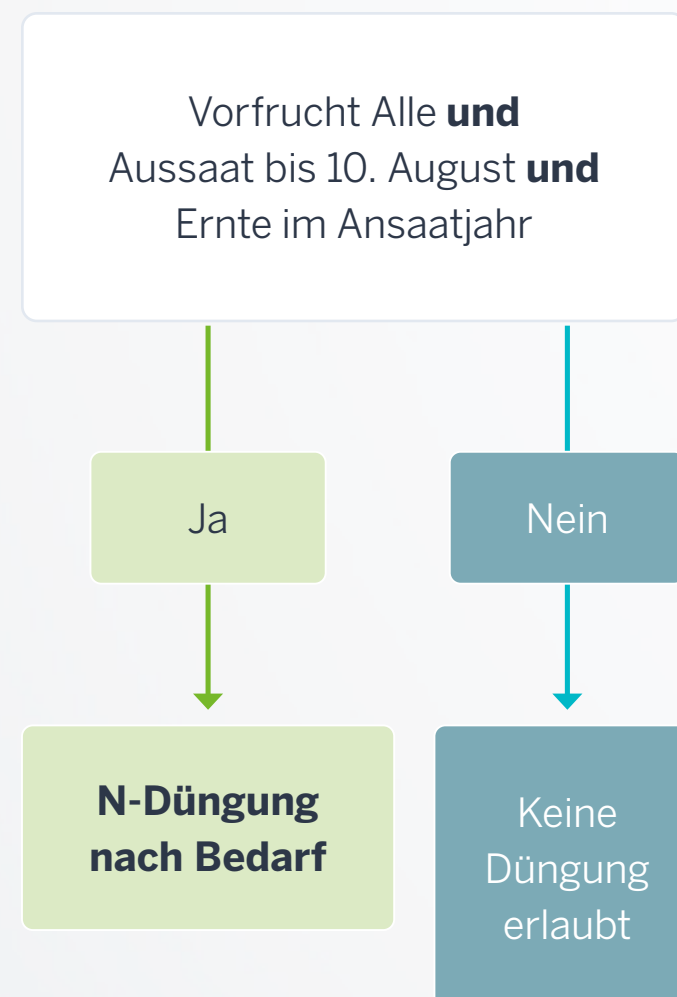 Vorfrucht Alle und
Aussaat bis 10. August und
Ernte im Ansaatjahr
Ja
Nein
N-Düngung
nach Bedarf
Keine
Düngung
erlaubt